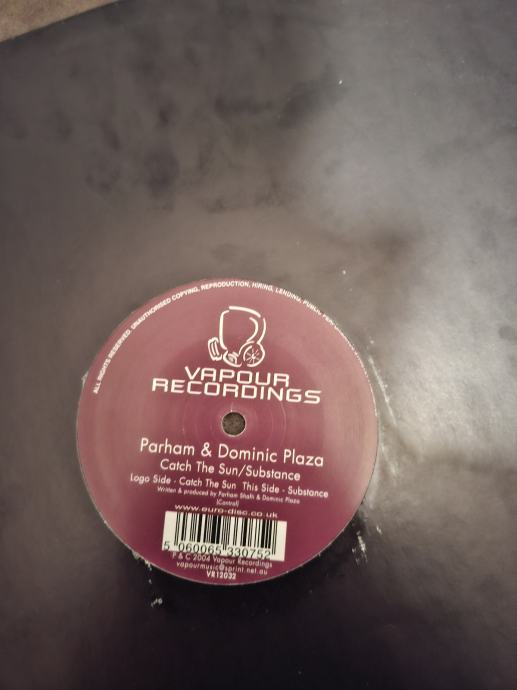 ALL RIGHTS RESERVED. UNAUTHORISED COPYING, REPRODUCTION, HIRING, LENDING, PUBLIC
VAPOUR
RECORDINGS
Parham & Dominic Plaza
Catch The Sun/Substance
Logo Side - Catch The Sun This Side - Substance
Written & produced by Parham Shahi & Dominic Plaza
(Control)
www.euro-disc.co.uk
5 060065 330752
P & C 2004 Vapour Recordings
vapourmusic@sprint.net.au
VR12032